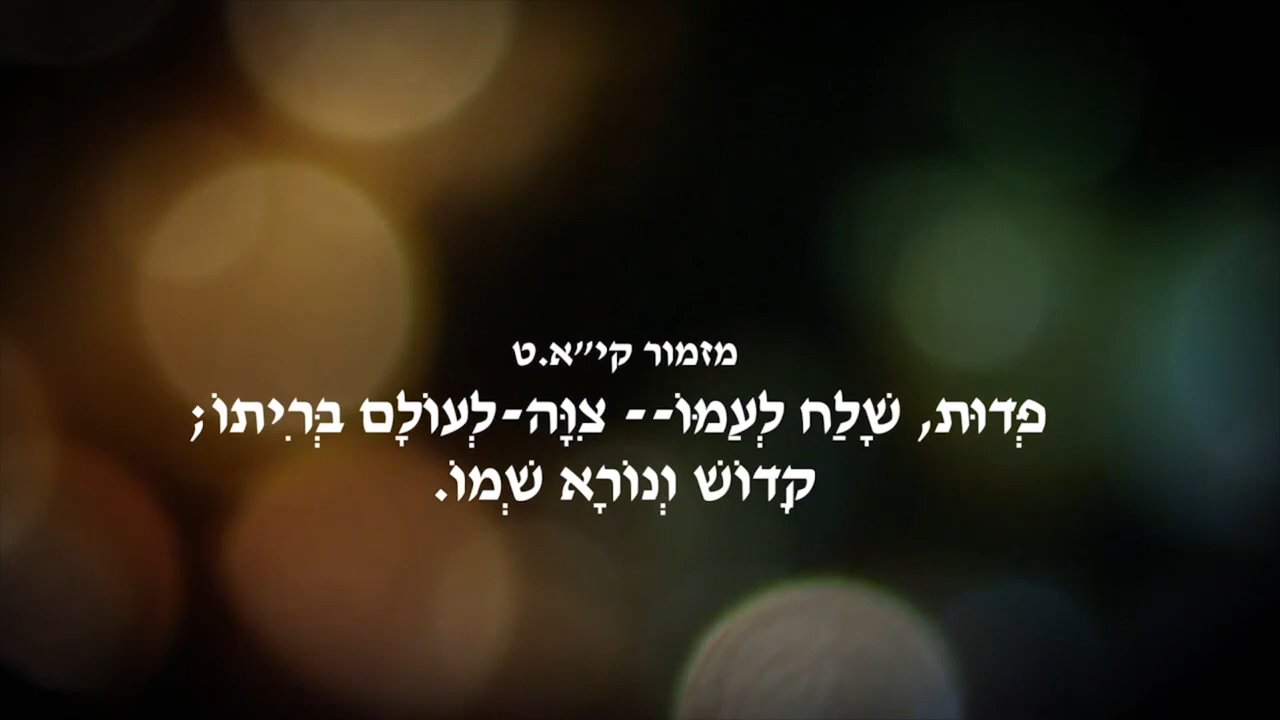 מזמור קי״א.ט
פְּדוּת, שָׁלַח לְעַמּוֹ-- צִוָּה-לְעוֹלָם בְּרִיתוֹ;
קָדוֹשׁ וְנוֹרָא שְׁמוֹ.